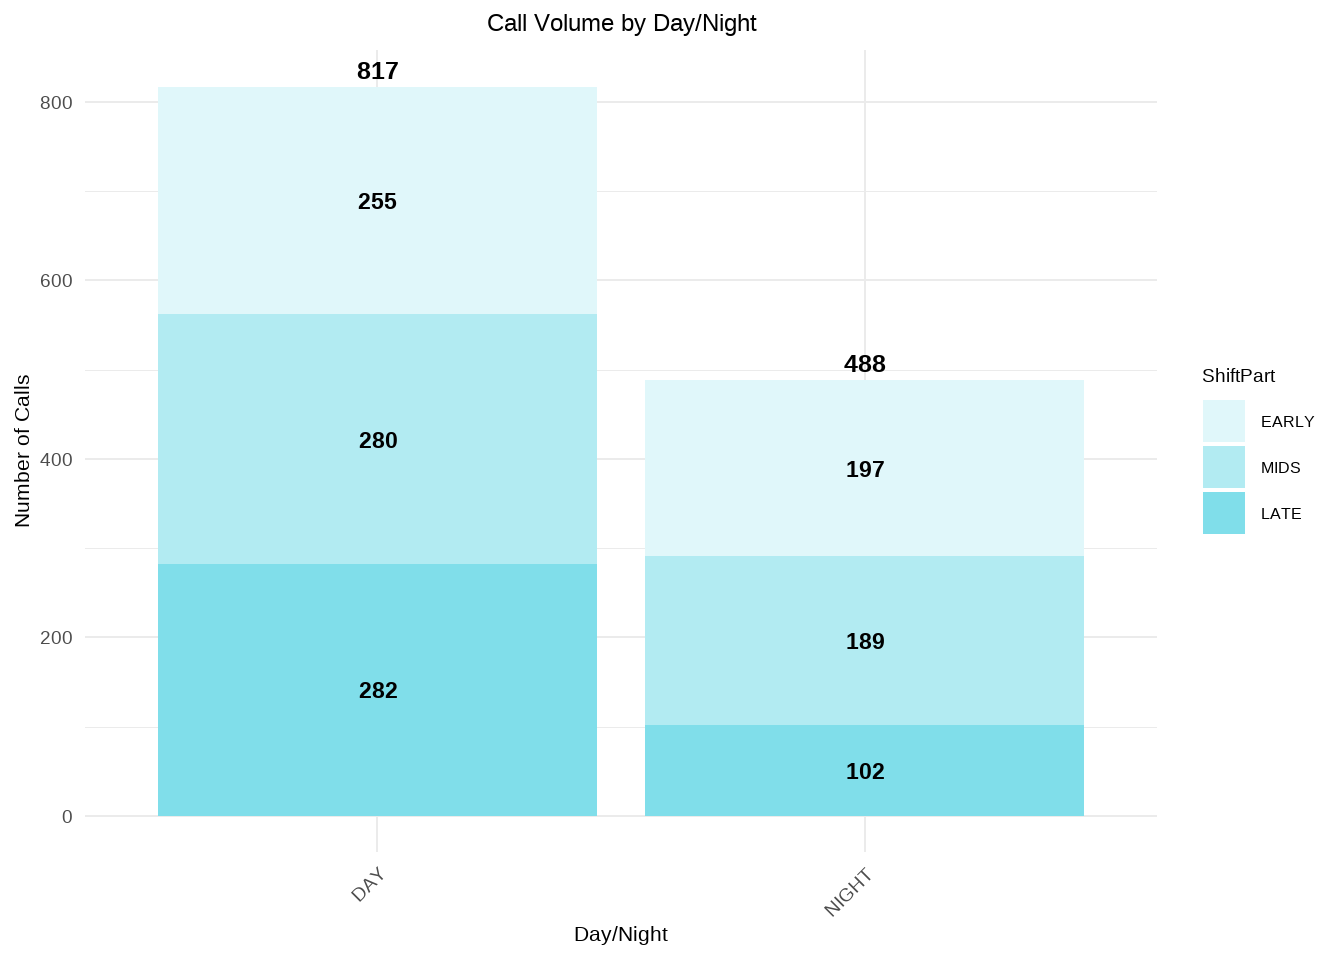 Call Volume by Day/Night
Number of Calls
800
600
400
200
0
817
255
280
282
488
197
189
102
DAY
NIGHT
Day/Night
ShiftPart
EARLY
MIDS
LATE